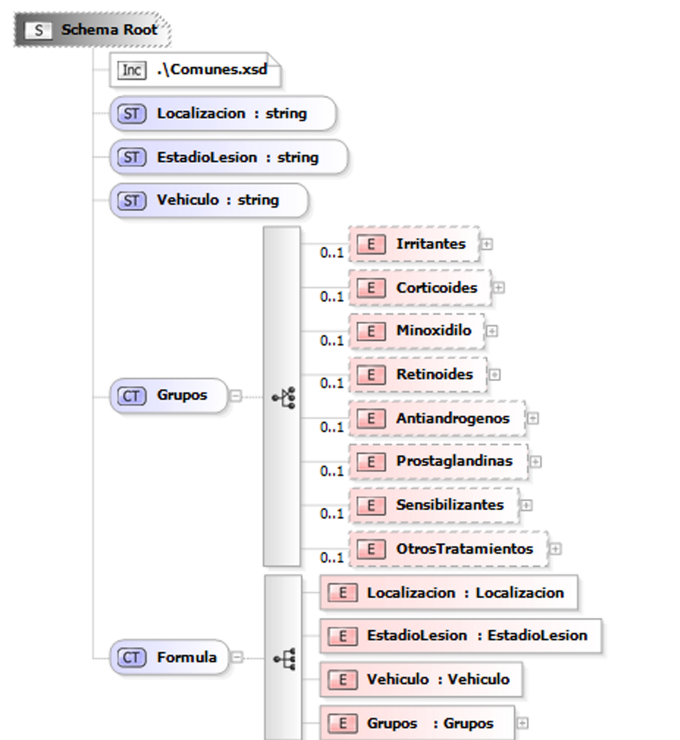 S Schema Root
Inc .\Comunes.xsd
ST Localizacion : string
ST EstadioLesion : string
ST Vehiculo : string
CT Grupos
0..1 E Irritantes
0..1 E Corticoides
0..1 E Minoxidilo
0..1 E Retinoides
0..1 E Antiandrogenos
0..1 E Prostaglandinas
0..1 E Sensibilizantes
0..1 E OtrosTratamientos
CT Formula
E Localizacion : Localizacion
E EstadioLesion : EstadioLesion
E Vehiculo : Vehiculo
E Grupos : Grupos